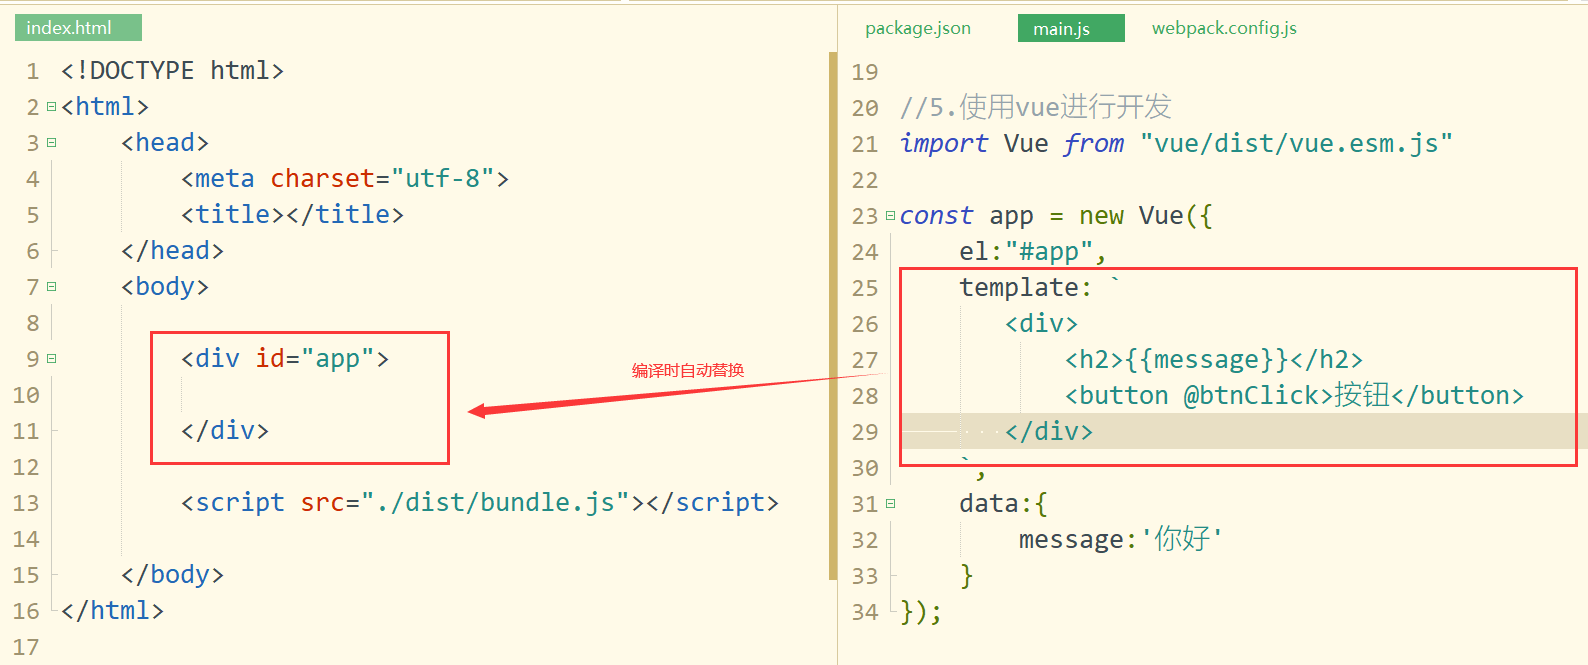 index.html
1 <!DOCTYPE html>
2 <html>
3 <head>
4 <meta charset="utf-8">
5 <title></title>
6 </head>
7 <body>
8
9 <div id="app">
10
11 </div>
12
13 <script src="./dist/bundle.js"></script>
14
15 </body>
16 </html>
17
编译时自动替换
package.json main.js webpack.config.js
19
20 //5.使用vue进行开发
21 import Vue from "vue/dist/vue.esm.js"
22
23 const app = new Vue({
24 el:"#app",
25 template: `
26 <div>
27 <h2>{{message}}</h2>
28 <button @btnClick>按钮</button>
29 </div>
30 `,
31 data:{
32 message:'你好'
33 }
34 });